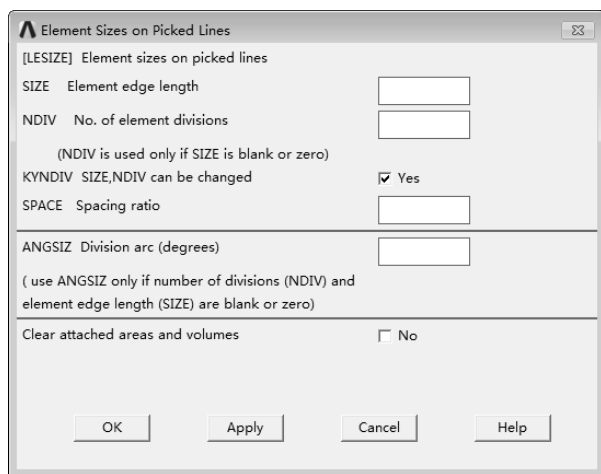 Element Sizes on Picked Lines
[LESIZE] Element sizes on picked lines
SIZE Element edge length
NDIV No. of element divisions
(NDIV is used only if SIZE is blank or zero)
KYNDIV SIZE,NDIV can be changed Yes
SPACE Spacing ratio
ANGSIZ Division arc (degrees)
( use ANGSIZ only if number of divisions (NDIV) and
element edge length (SIZE) are blank or zero)
Clear attached areas and volumes No
OK Apply Cancel Help